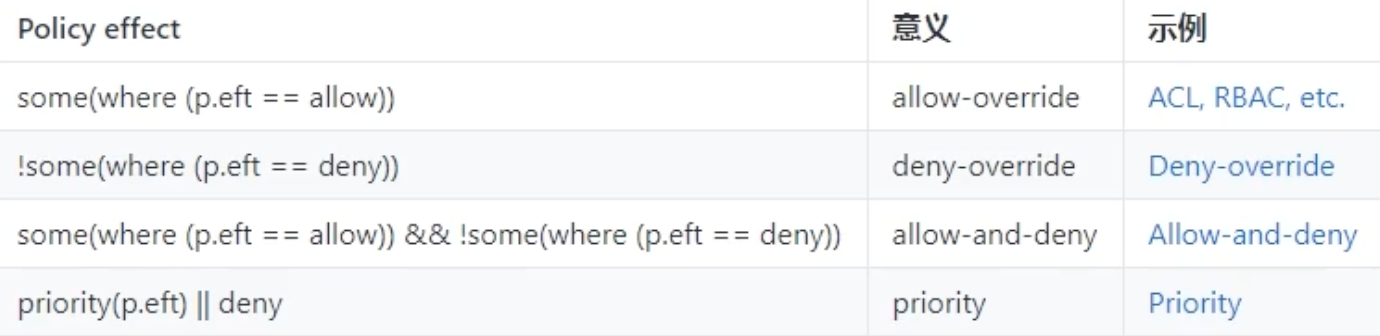 Policy effect 意义 示例
some(where (p.eft == allow)) allow-override ACL, RBAC, etc.
!some(where (p.eft == deny)) deny-override Deny-override
some(where (p.eft == allow)) && !some(where (p.eft == deny)) allow-and-deny Allow-and-deny
priority(p.eft) || deny priority Priority